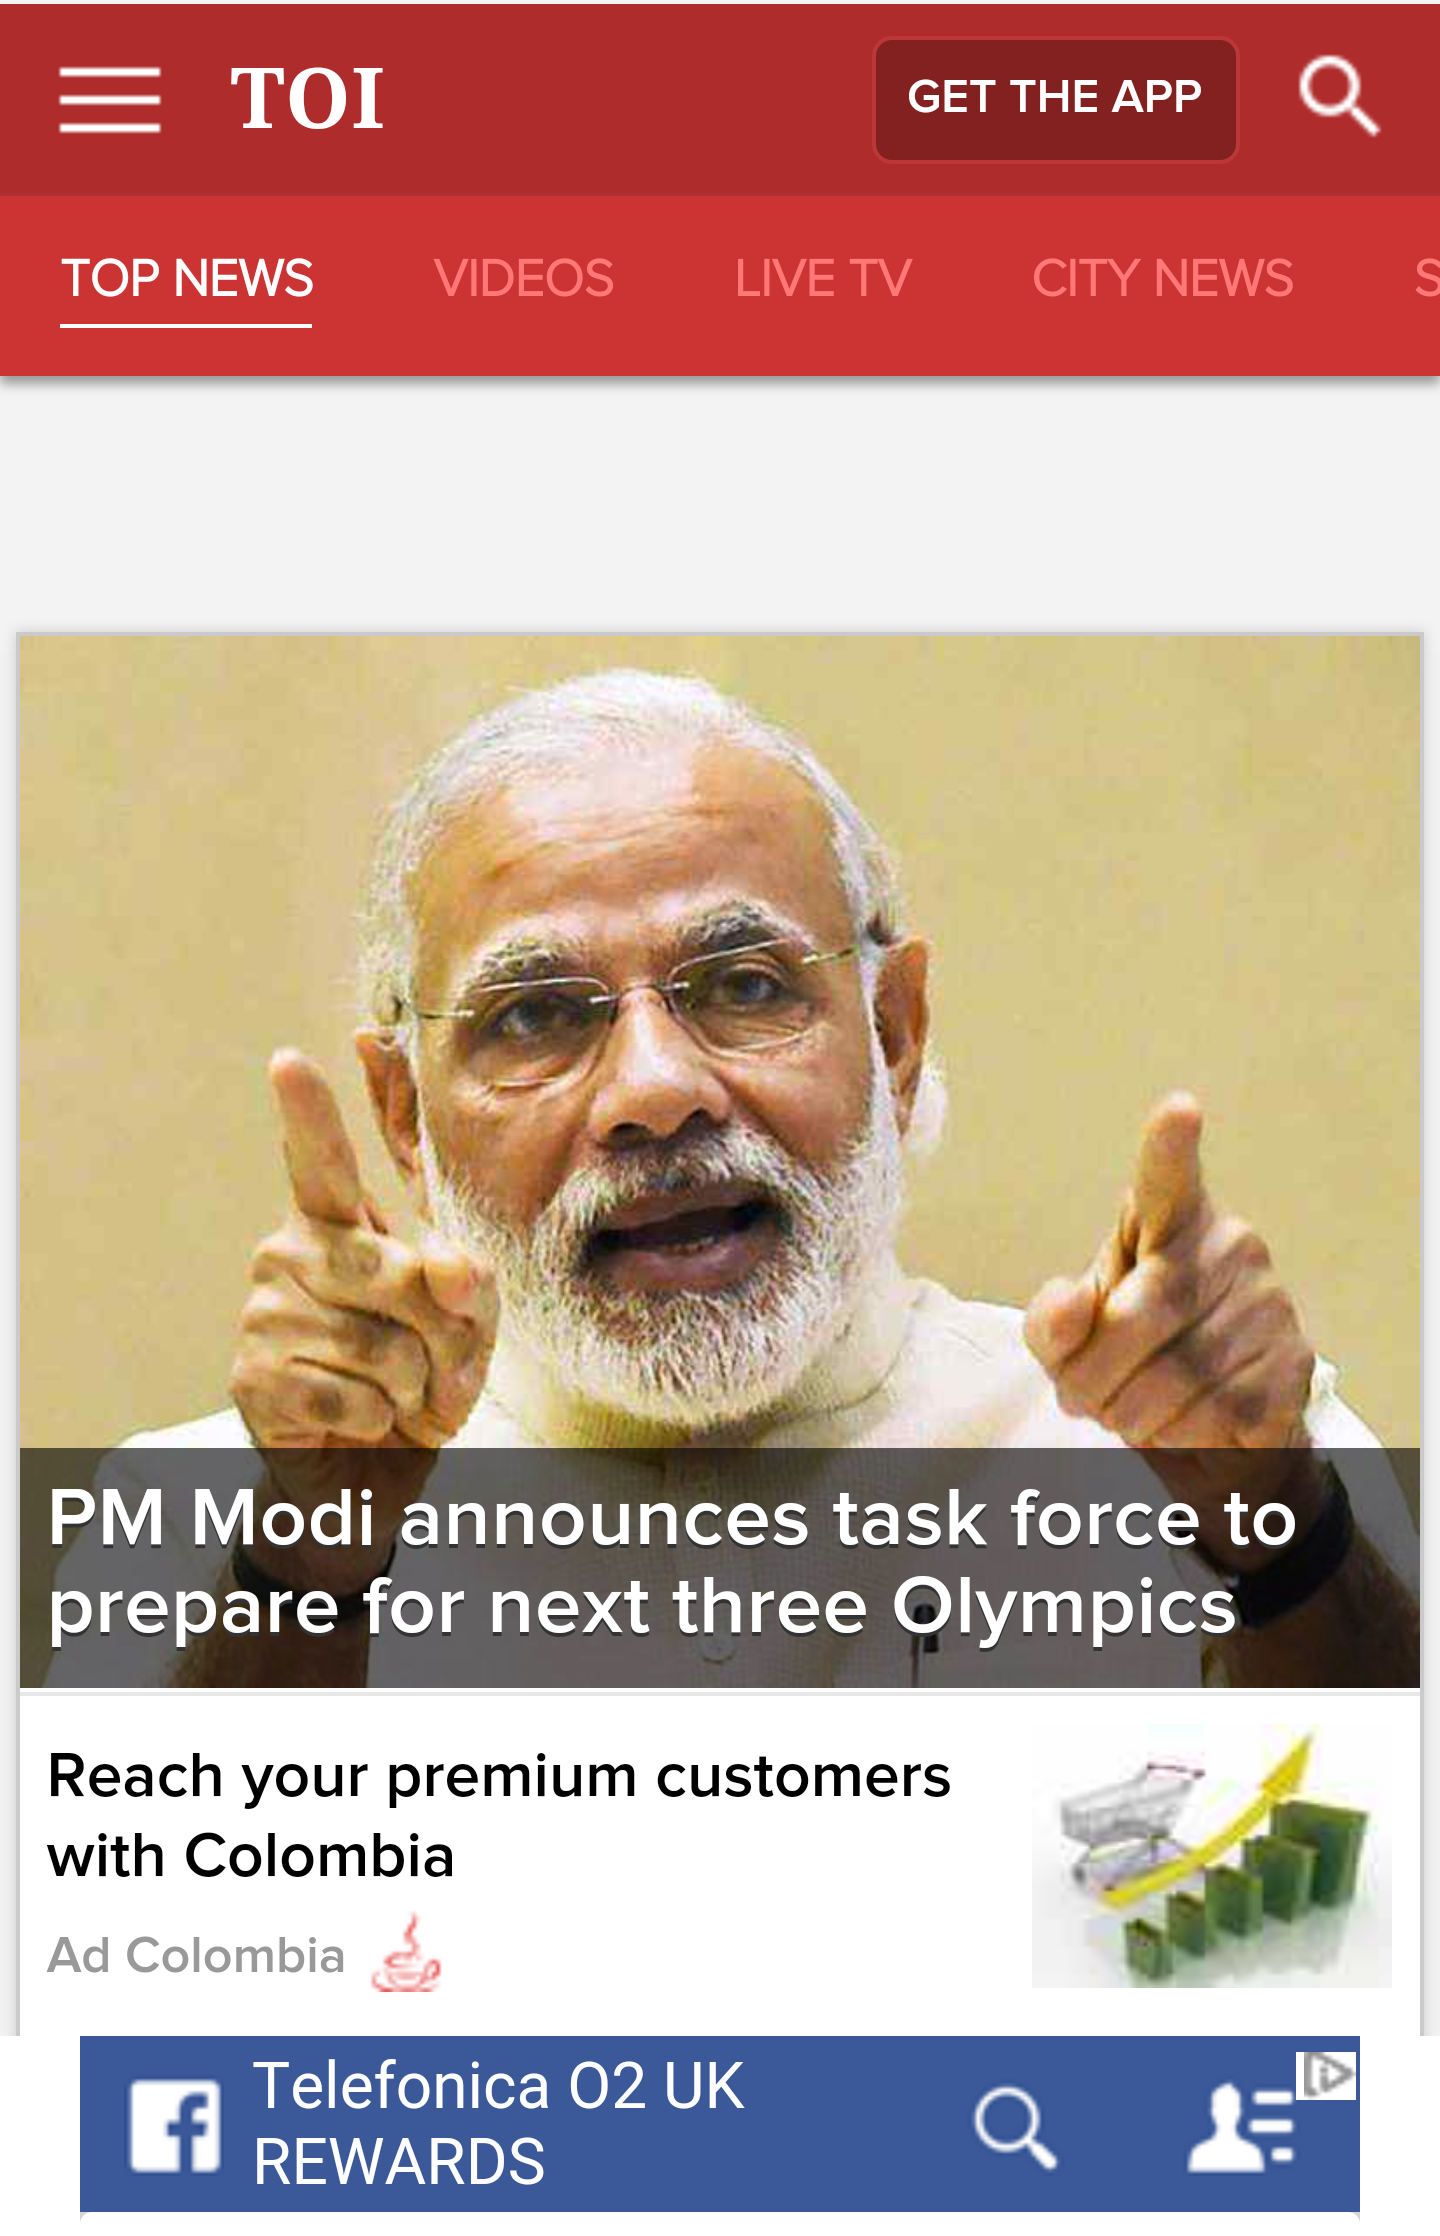 TOI
GET THE APP
TOP NEWS VIDEOS LIVE TV CITY NEWS S
PM Modi announces task force to
prepare for next three Olympics
Reach your premium customers
with Colombia
Ad Colombia
Telefonica O2 UK
REWARDS